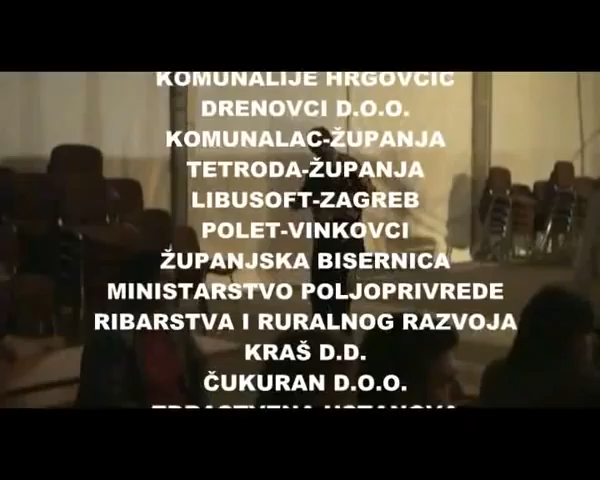 KOMUNALIJE HRGOVČIĆ
DRENOVCI D.O.O.
KOMUNALAC-ŽUPANJA
TETRODA-ŽUPANJA
LIBUSOFT-ZAGREB
POLET-VINKOVCI
ŽUPANJSKA BISERNICA
MINISTARSTVO POLJOPRIVREDE
RIBARSTVA I RURALNOG RAZVOJA
KRAŠ D.D.
ČUKURAN D.O.O.